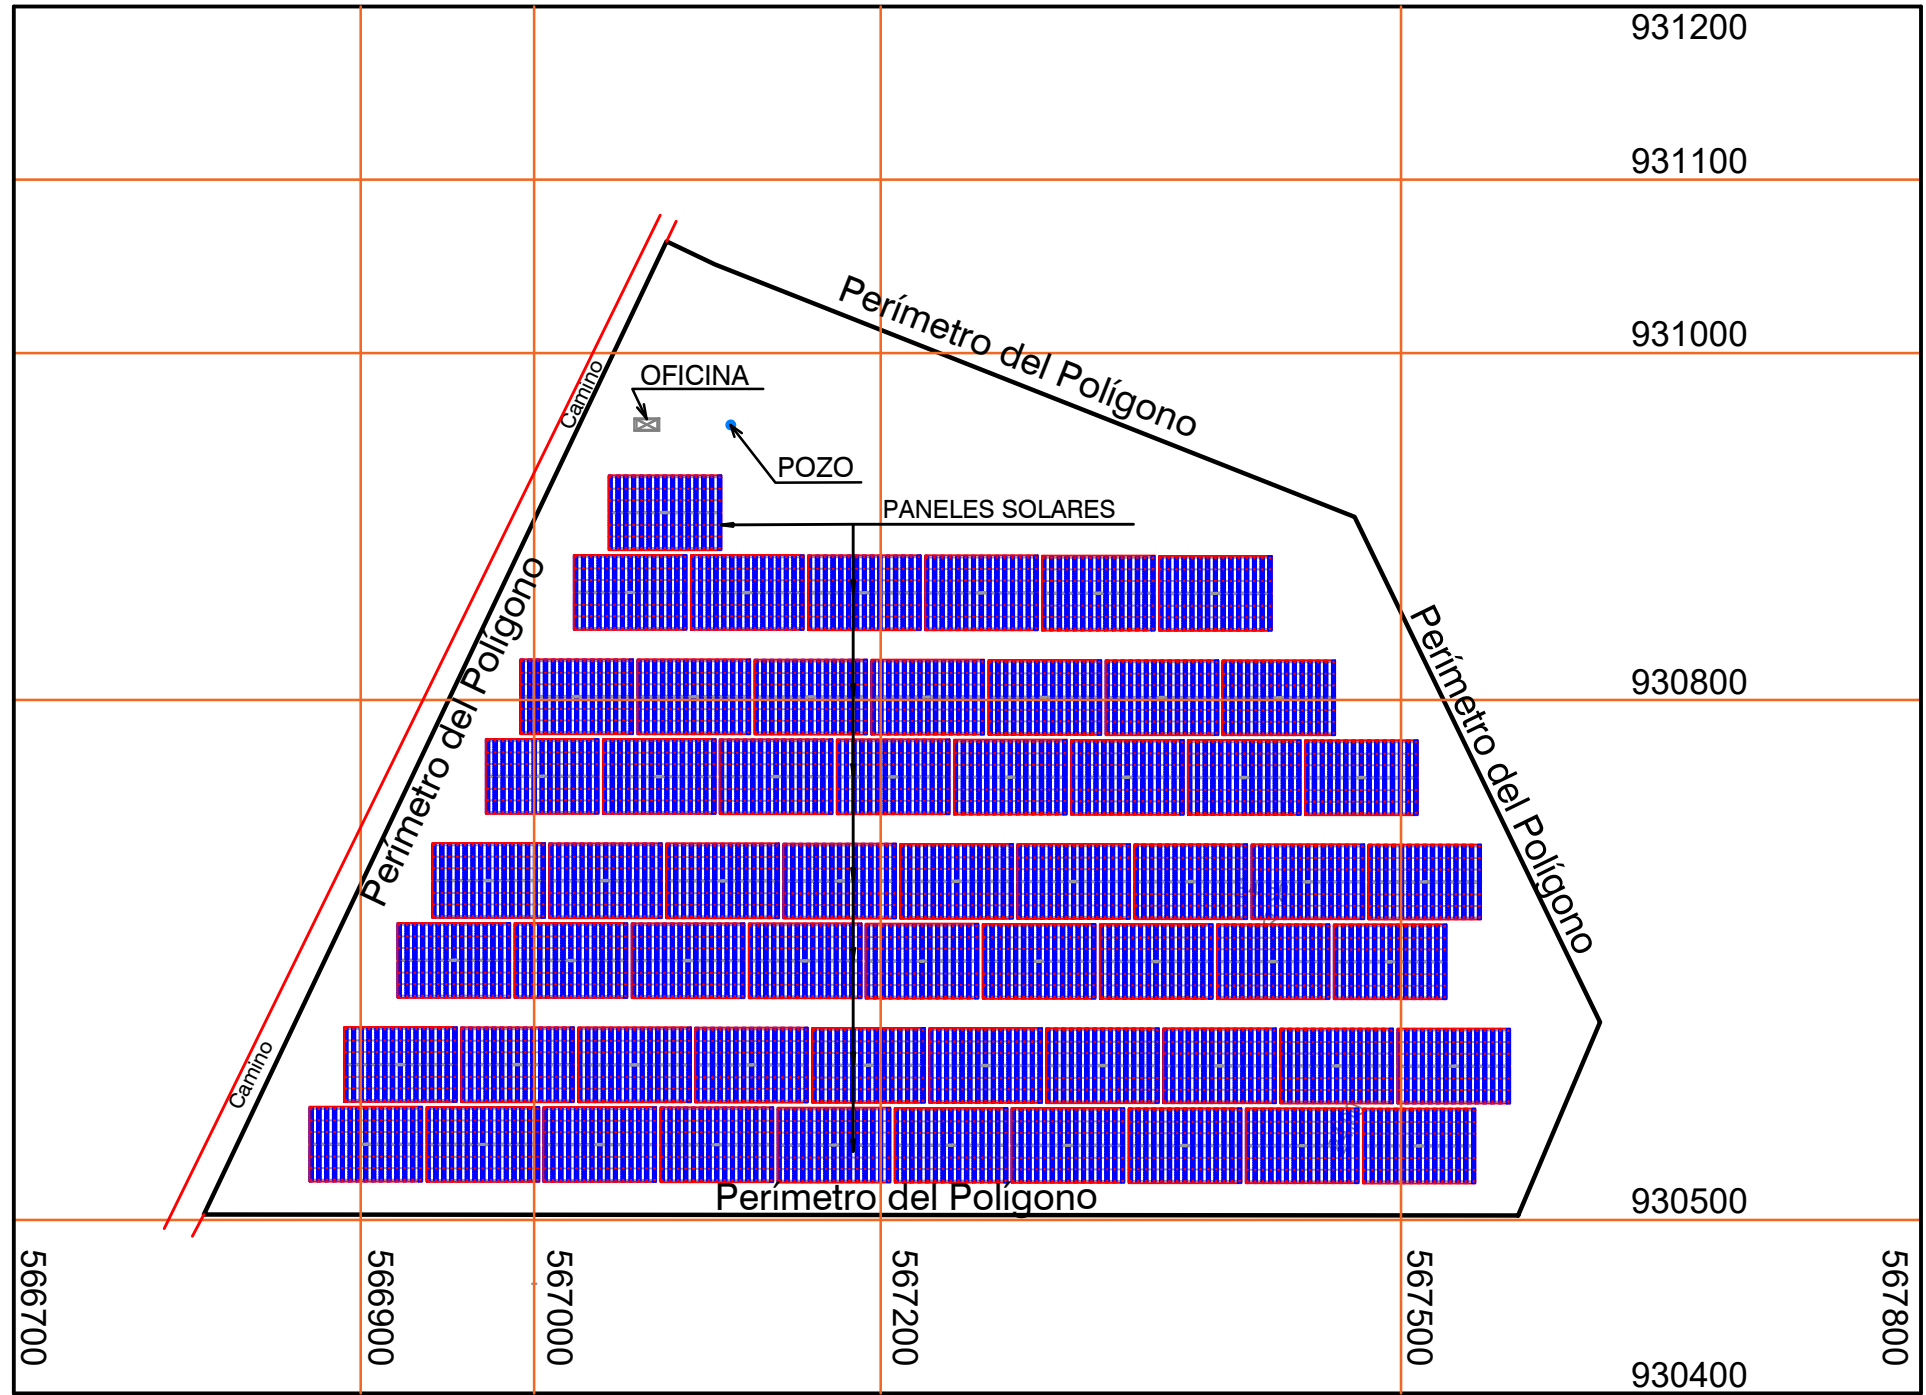 931200
931100
Perímetro del Polígono
931000
Camino
OFICINA
POZO
PANELES SOLARES
Perímetro del Polígono
Perímetro del Polígono
930800
Camino
Perímetro del Polígono
930500
566700
566900
567000
567200
567500
567800
930400